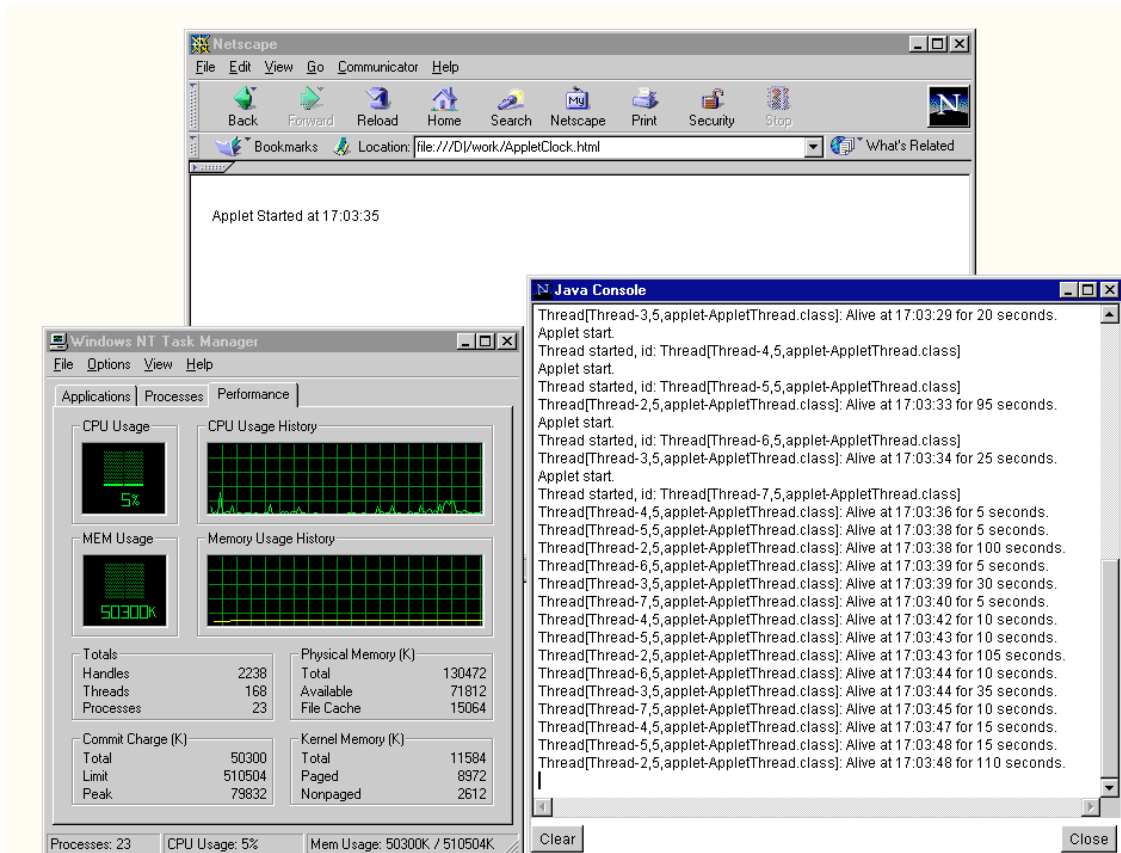 Netscape
File Edit View Go Communicator Help
My
N
Back Forward Reload Home Search Netscape Print Security Stop
Bookmarks Location: file:///D|/work/AppletClock.html What's Related
Applet Started at 17:03:35
Windows NT Task Manager
File Options View Help
Applications Processes Performance
CPU Usage CPU Usage History
5%
MEM Usage Memory Usage History
50300K
Totals
Handles 2238
Threads 168
Processes 23
Physical Memory (K)
Total 130472
Available 71812
File Cache 15064
Commit Charge (K)
Total 50300
Limit 510504
Peak 79832
Kernel Memory (K)
Total 11584
Paged 8972
Nonpaged 2612
Processes: 23 CPU Usage: 5% Mem Usage: 50300K / 510504K
N Java Console
Thread[Thread-3,5,applet-AppletThread.class]: Alive at 17:03:29 for 20 seconds.
Applet start.
Thread started, id: Thread[Thread-4,5,applet-AppletThread.class]
Applet start.
Thread started, id: Thread[Thread-5,5,applet-AppletThread.class]
Thread[Thread-2,5,applet-AppletThread.class]: Alive at 17:03:33 for 95 seconds.
Applet start.
Thread started, id: Thread[Thread-6,5,applet-AppletThread.class]
Thread[Thread-3,5,applet-AppletThread.class]: Alive at 17:03:34 for 25 seconds.
Applet start.
Thread started, id: Thread[Thread-7,5,applet-AppletThread.class]
Thread[Thread-4,5,applet-AppletThread.class]: Alive at 17:03:36 for 5 seconds.
Thread[Thread-5,5,applet-AppletThread.class]: Alive at 17:03:38 for 5 seconds.
Thread[Thread-2,5,applet-AppletThread.class]: Alive at 17:03:38 for 100 seconds.
Thread[Thread-6,5,applet-AppletThread.class]: Alive at 17:03:39 for 5 seconds.
Thread[Thread-3,5,applet-AppletThread.class]: Alive at 17:03:39 for 30 seconds.
Thread[Thread-7,5,applet-AppletThread.class]: Alive at 17:03:40 for 5 seconds.
Thread[Thread-4,5,applet-AppletThread.class]: Alive at 17:03:42 for 10 seconds.
Thread[Thread-5,5,applet-AppletThread.class]: Alive at 17:03:43 for 10 seconds.
Thread[Thread-2,5,applet-AppletThread.class]: Alive at 17:03:43 for 105 seconds.
Thread[Thread-6,5,applet-AppletThread.class]: Alive at 17:03:44 for 10 seconds.
Thread[Thread-3,5,applet-AppletThread.class]: Alive at 17:03:44 for 35 seconds.
Thread[Thread-7,5,applet-AppletThread.class]: Alive at 17:03:45 for 10 seconds.
Thread[Thread-4,5,applet-AppletThread.class]: Alive at 17:03:47 for 15 seconds.
Thread[Thread-5,5,applet-AppletThread.class]: Alive at 17:03:48 for 15 seconds.
Thread[Thread-2,5,applet-AppletThread.class]: Alive at 17:03:48 for 110 seconds.
Clear Close